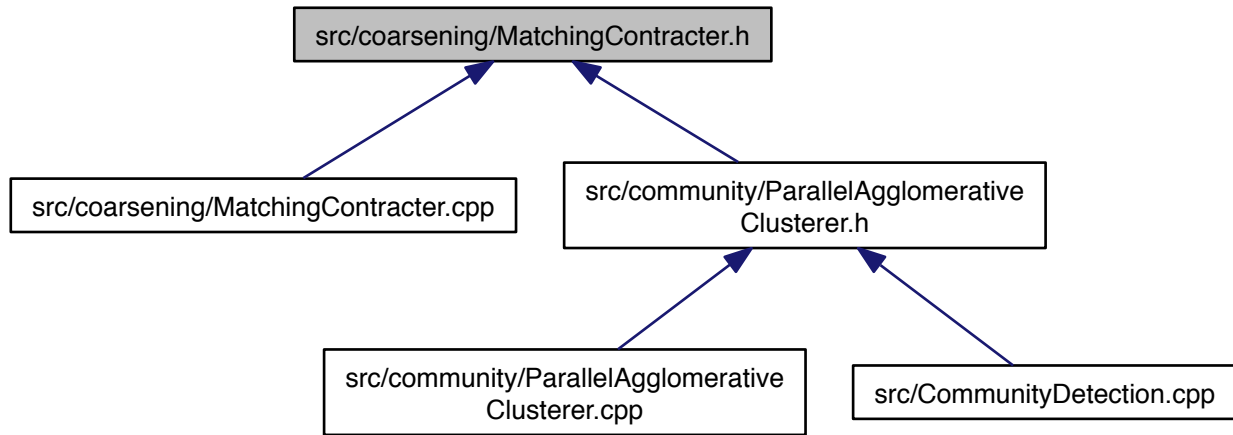 src/coarsening/MatchingContracter.h
src/coarsening/MatchingContracter.cpp
src/community/ParallelAgglomerative
Clusterer.h
src/community/ParallelAgglomerative
Clusterer.cpp
src/CommunityDetection.cpp